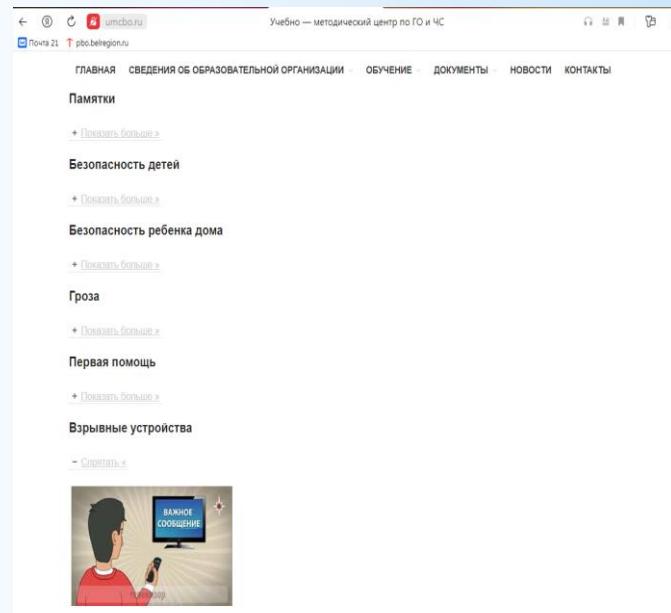 umcbo.ru
Учебно — методический центр по ГО и ЧС
Почта 21 pbo.belregion.ru
ГЛАВНАЯ СВЕДЕНИЯ ОБ ОБРАЗОВАТЕЛЬНОЙ ОРГАНИЗАЦИИ ОБУЧЕНИЕ ДОКУМЕНТЫ НОВОСТИ КОНТАКТЫ
Памятки
+ Показать больше »
Безопасность детей
+ Показать больше »
Безопасность ребенка дома
+ Показать больше »
Гроза
+ Показать больше »
Первая помощь
+ Показать больше »
Взрывные устройства
− Спрятать «
ВАЖНОЕ
СООБЩЕНИЕ